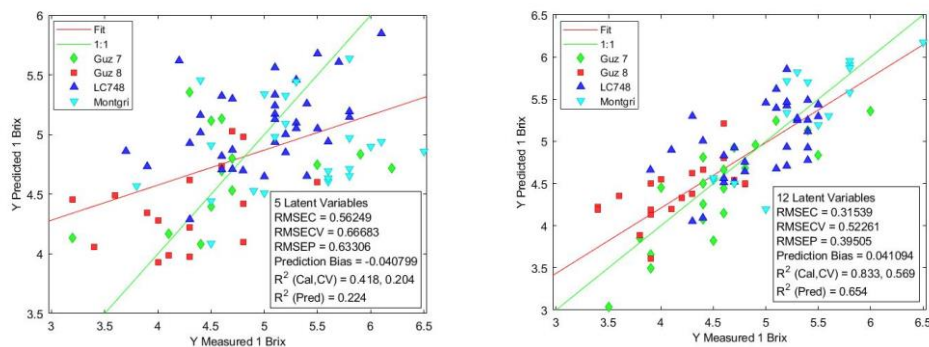 6
5.5
5
4.5
4
3.5
Fit
1:1
Guz 7
Guz 8
LC748
Montgri
5 Latent Variables
RMSEC = 0.56249
RMSECV = 0.66683
RMSEP = 0.63306
Prediction Bias = -0.040799
R² (Cal,CV) = 0.418, 0.204
R² (Pred) = 0.224
3 3.5 4 4.5 5 5.5 6 6.5
Y Measured 1 Brix
Y Predicted 1 Brix
6.5
6
5.5
5
4.5
4
3.5
3
Fit
1:1
Guz 7
Guz 8
LC748
Montgri
12 Latent Variables
RMSEC = 0.31539
RMSECV = 0.52261
RMSEP = 0.39505
Prediction Bias = 0.041094
R² (Cal,CV) = 0.833, 0.569
R² (Pred) = 0.654
3 3.5 4 4.5 5 5.5 6 6.5
Y Measured 1 Brix
Y Predicted 1 Brix